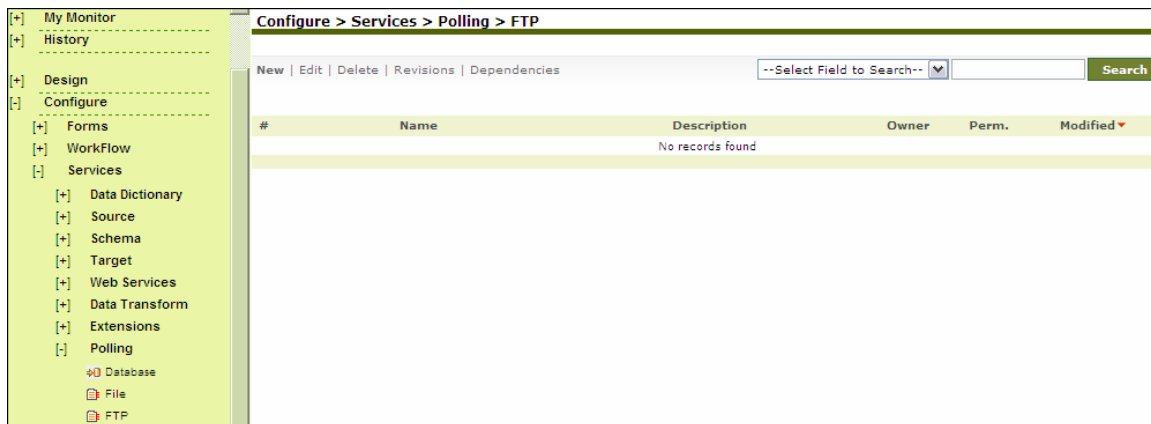 [+] My Monitor
[+] History
[+] Design
[-] Configure
[+] Forms
[+] WorkFlow
[-] Services
[+] Data Dictionary
[+] Source
[+] Schema
[+] Target
[+] Web Services
[+] Data Transform
[+] Extensions
[-] Polling
Database
File
FTP
Configure > Services > Polling > FTP
New | Edit | Delete | Revisions | Dependencies --Select Field to Search-- Search
# Name Description Owner Perm. Modified
No records found